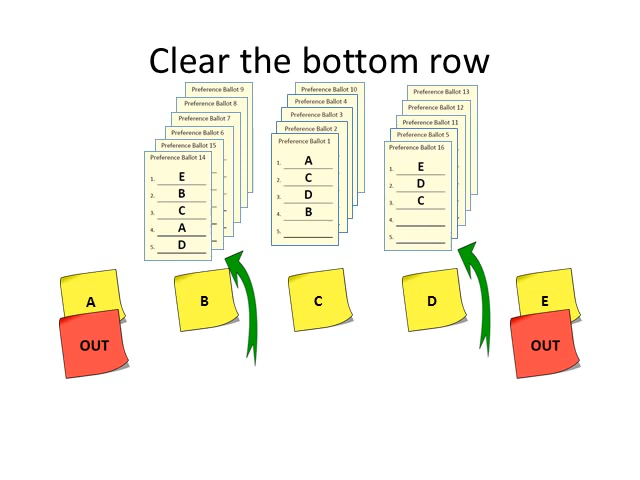 Clear the bottom row
Preference Ballot 9
Preference Ballot 8
Preference Ballot 7
Preference Ballot 6
Preference Ballot 15
Preference Ballot 14
1. E
2. B
3. C
4. A
5. D
Preference Ballot 10
Preference Ballot 4
Preference Ballot 3
Preference Ballot 2
Preference Ballot 1
1. A
2. C
3. D
4. B
5.
Preference Ballot 13
Preference Ballot 12
Preference Ballot 11
Preference Ballot 5
Preference Ballot 16
1. E
2. D
3. C
4.
5.
A B C D E
OUT OUT